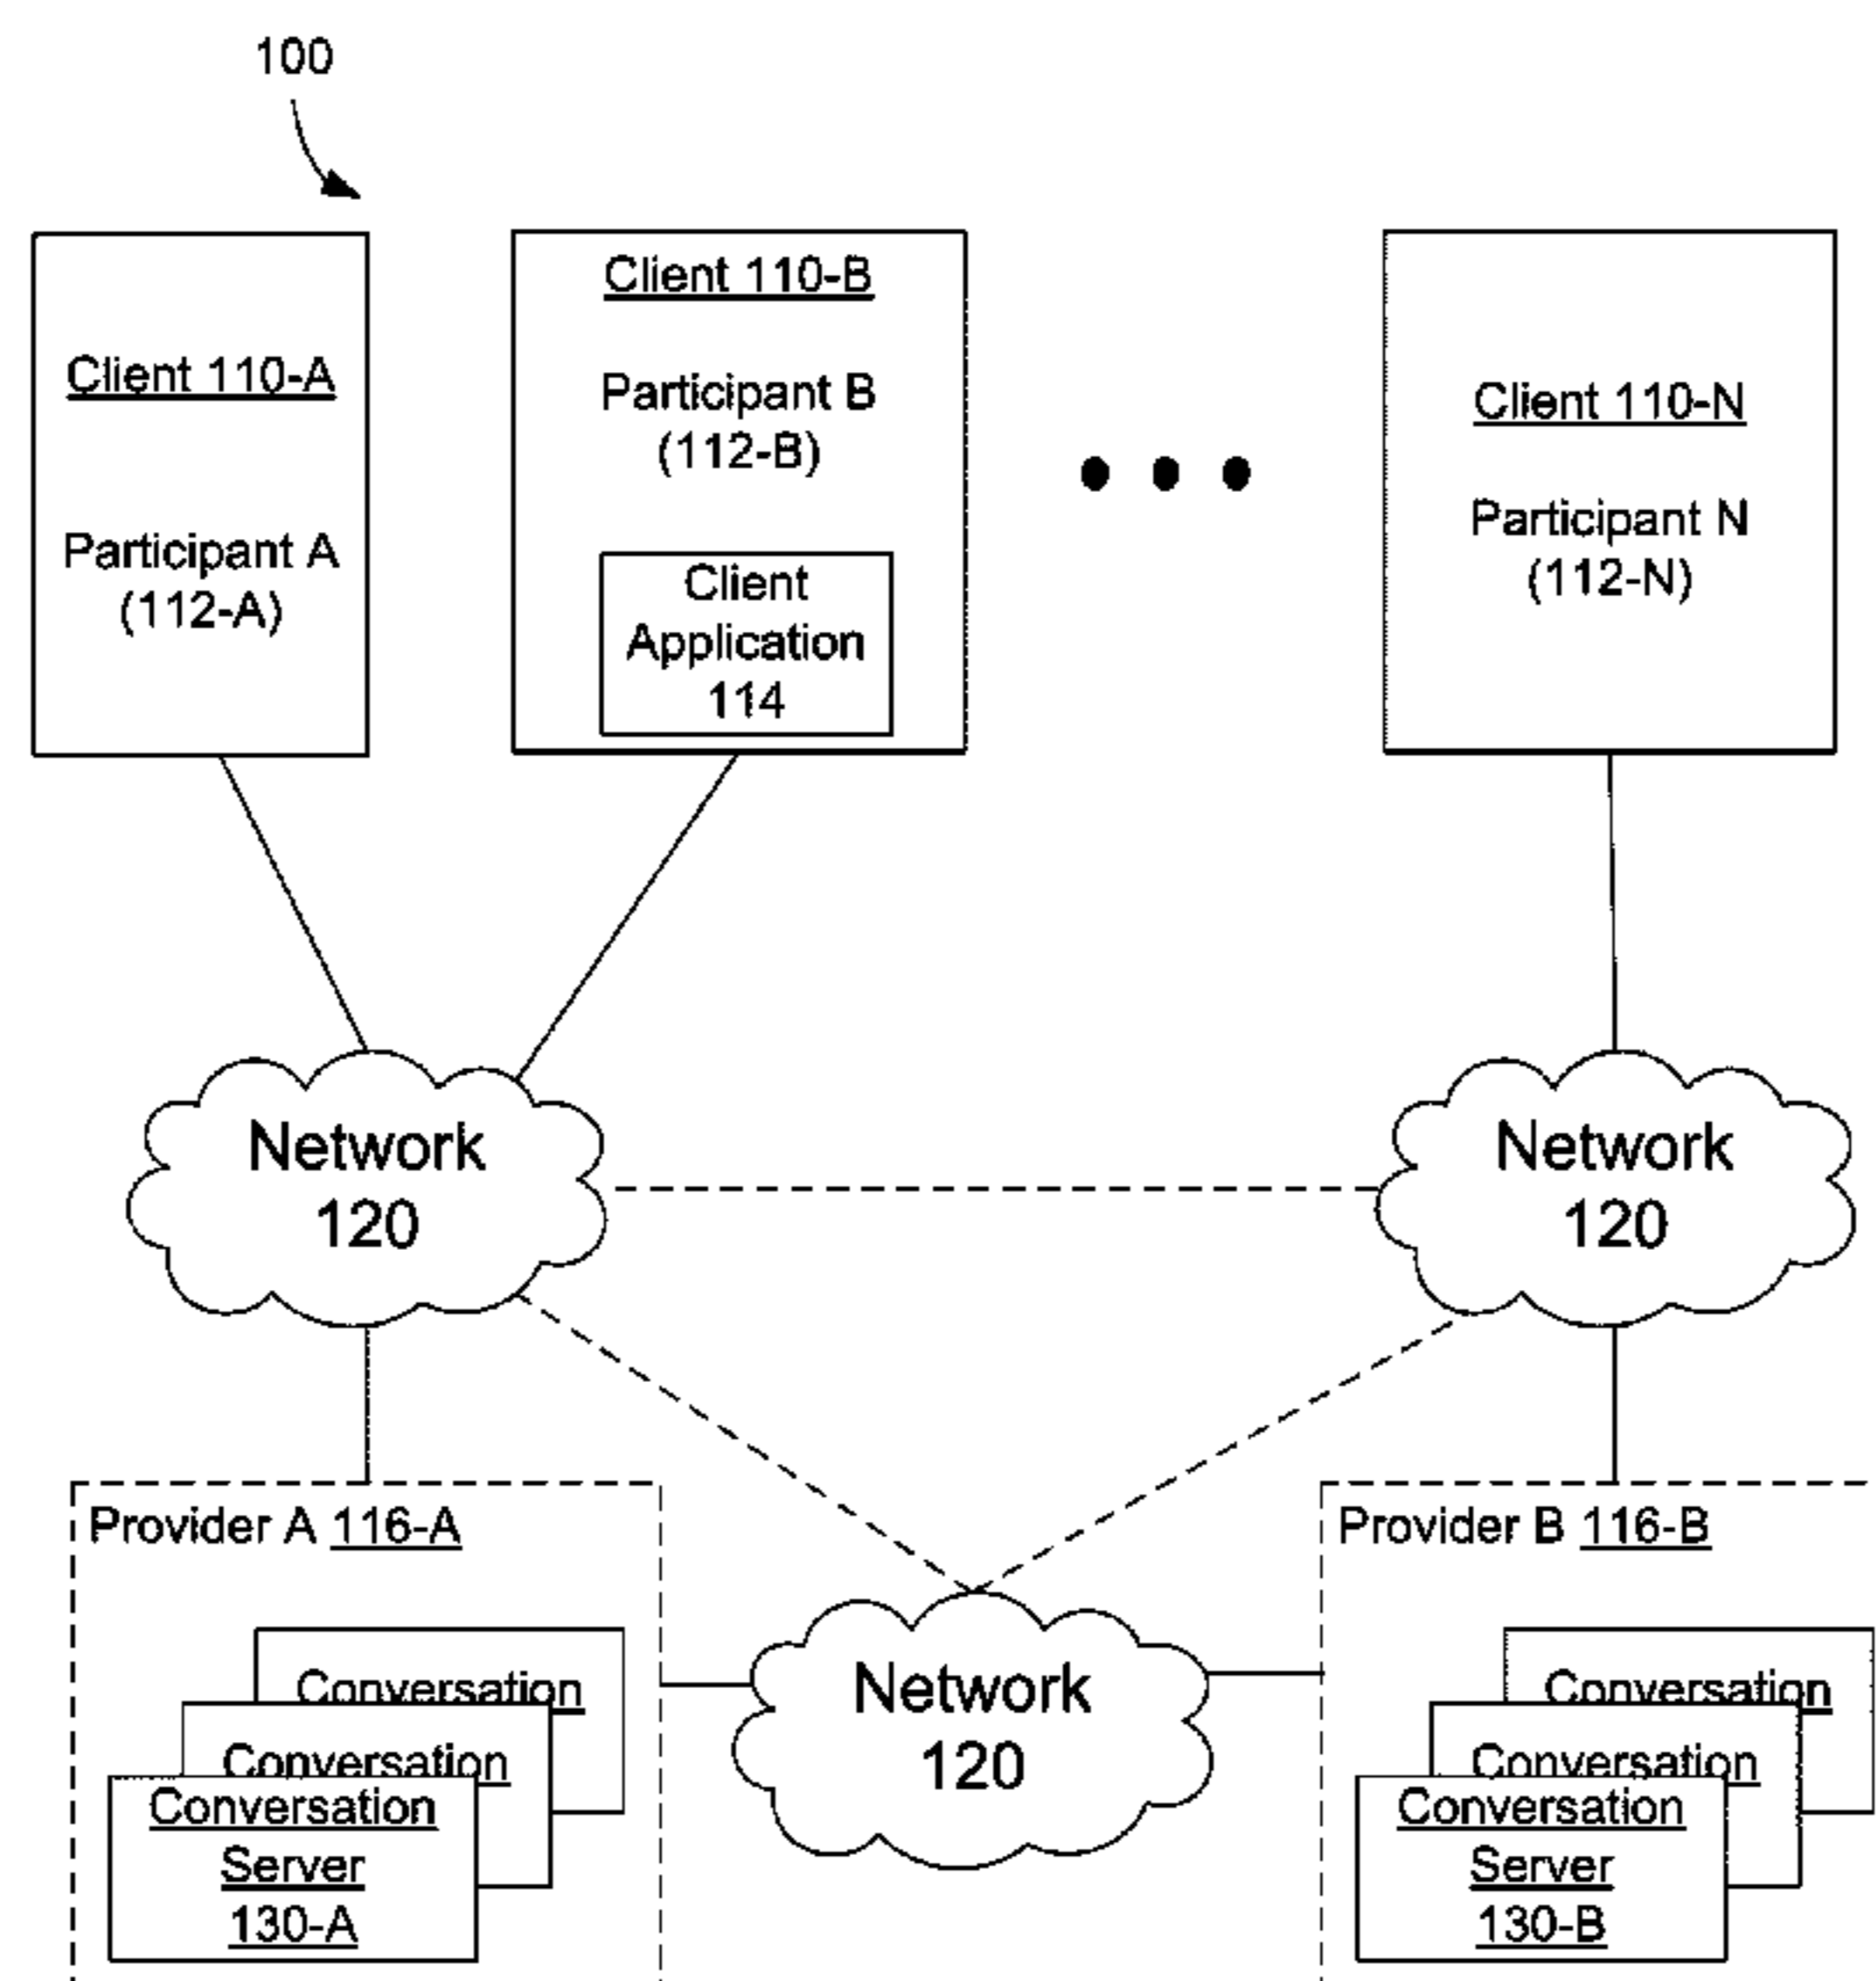 100
Client 110-A
Participant A
(112-A)
Client 110-B
Participant B
(112-B)
Client
Application
114
Client 110-N
Participant N
(112-N)
Network
120
Network
120
Provider A 116-A
Conversation
Conversation
Conversation
Server
130-A
Network
120
Provider B 116-B
Conversation
Conversation
Conversation
Server
130-B